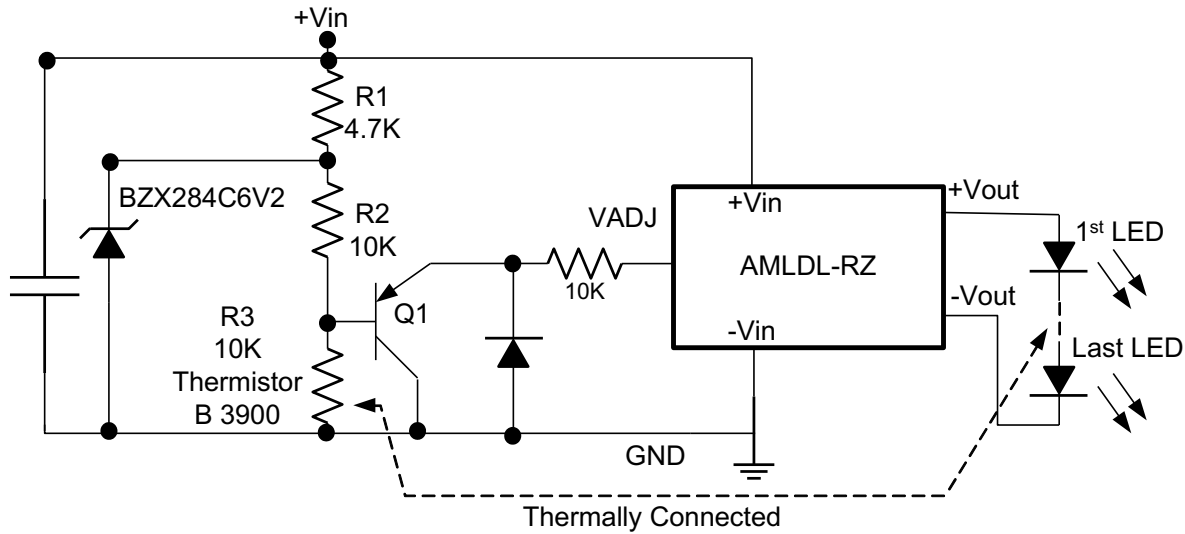 +Vin
R1
4.7K
BZX284C6V2
R2
10K
VADJ
10K
+Vin
AMLDL-RZ
-Vin
+Vout
-Vout
1st LED
Last LED
Q1
R3
10K
Thermistor
B 3900
GND
Thermally Connected